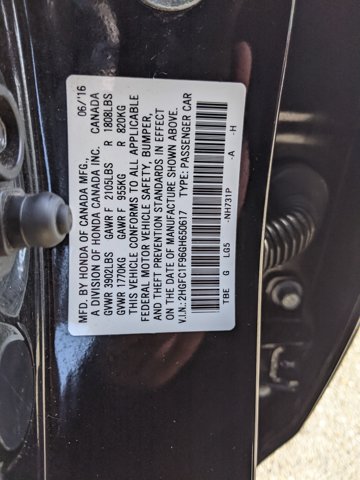 MFD. BY HONDA OF CANADA MFG., 06/16
A DIVISION OF HONDA CANADA INC. CANADA
GVWR 3902LBS GAWR F 2105LBS R 1808LBS
GVWR 1770KG GAWR F 955KG R 820KG
THIS VEHICLE CONFORMS TO ALL APPLICABLE
FEDERAL MOTOR VEHICLE SAFETY, BUMPER,
AND THEFT PREVENTION STANDARDS IN EFFECT
ON THE DATE OF MANUFACTURE SHOWN ABOVE.
V.I.N.: 2HGFC1F96GH650617 TYPE: PASSENGER CAR
TBE G LG5 -NH731P -A -H